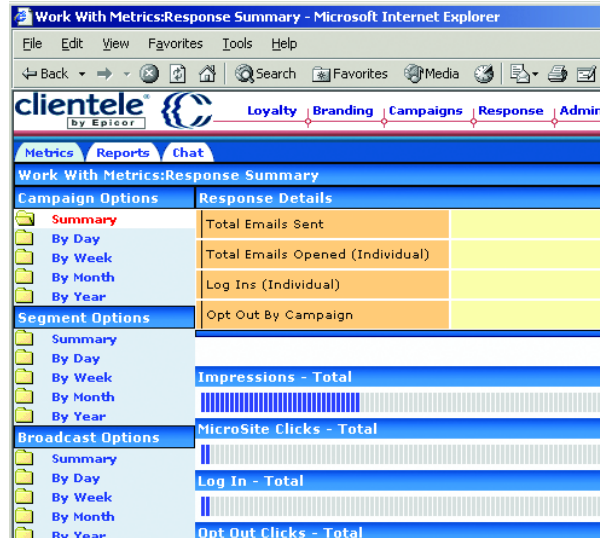 Work With Metrics:Response Summary - Microsoft Internet Explorer
File Edit View Favorites Tools Help
Back Search Favorites Media
clientele
by Epicor
Loyalty Branding Campaigns Response Admin
Metrics Reports Chat
Work With Metrics:Response Summary
Campaign Options
Summary
By Day
By Week
By Month
By Year
Segment Options
Summary
By Day
By Week
By Month
By Year
Broadcast Options
Summary
By Day
By Week
By Month
By Year
Response Details
Total Emails Sent
Total Emails Opened (Individual)
Log Ins (Individual)
Opt Out By Campaign
Impressions - Total
MicroSite Clicks - Total
Log In - Total
Opt Out Clicks - Total